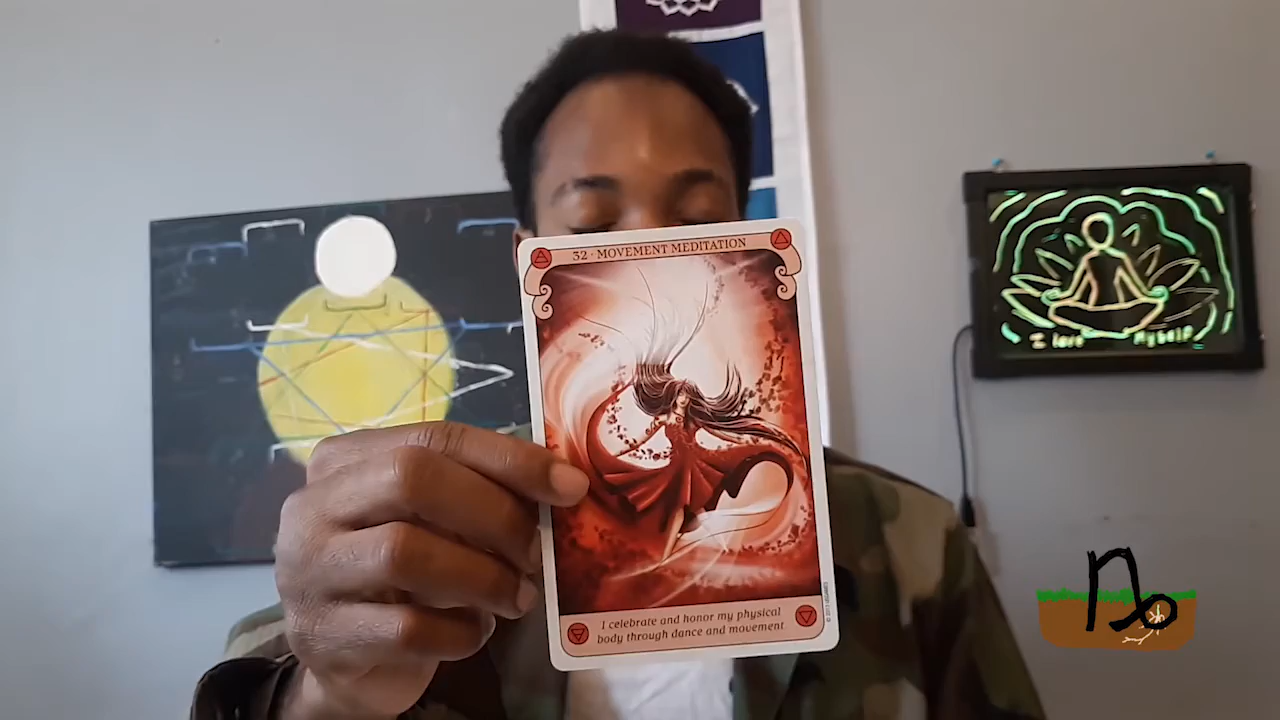 32 · MOVEMENT MEDITATION
I love Myself
I celebrate and honor my physical
body through dance and movement